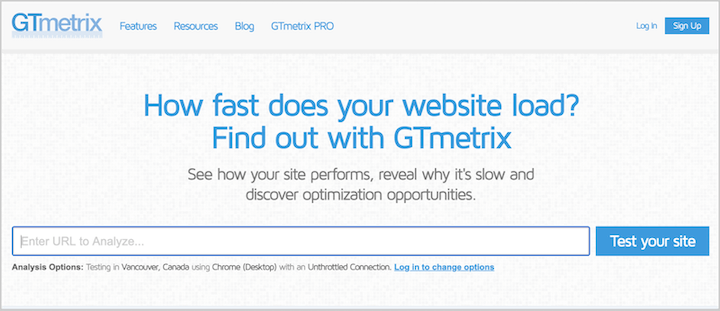 GTmetrix Features Resources Blog GTmetrix PRO Log In Sign Up
How fast does your website load?
Find out with GTmetrix
See how your site performs, reveal why it's slow and
discover optimization opportunities.
Enter URL to Analyze... Test your site
Analysis Options: Testing in Vancouver, Canada using Chrome (Desktop) with an Unthrottled Connection. Log in to change options